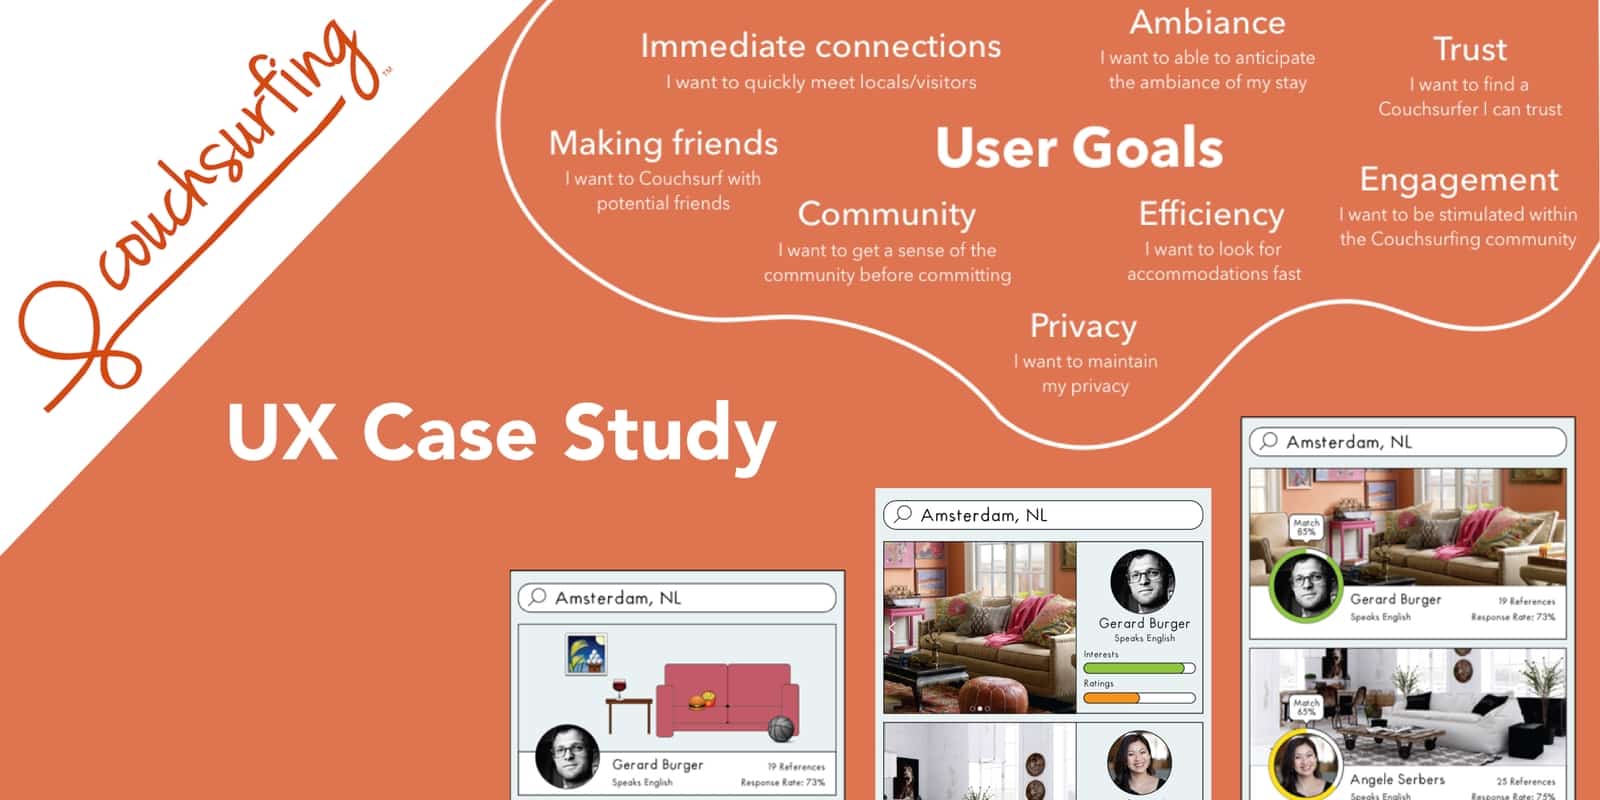 couchsurfing™
Immediate connections
I want to quickly meet locals/visitors
Ambiance
I want to able to anticipate
the ambiance of my stay
Trust
I want to find a
Couchsurfer I can trust
Making friends
I want to Couchsurf with
potential friends
User Goals
Community
I want to get a sense of the
community before committing
Efficiency
I want to look for
accommodations fast
Engagement
I want to be stimulated within
the Couchsurfing community
Privacy
I want to maintain
my privacy
UX Case Study
Amsterdam, NL
Gerard Burger
Speaks English
19 References
Response Rate: 73%
Amsterdam, NL
Gerard Burger
Speaks English
Interests
Ratings
Amsterdam, NL
Match
85%
Gerard Burger
Speaks English
19 References
Response Rate: 73%
Match
65%
Angele Serbers
Speaks English
25 References
Response Rate: 75%